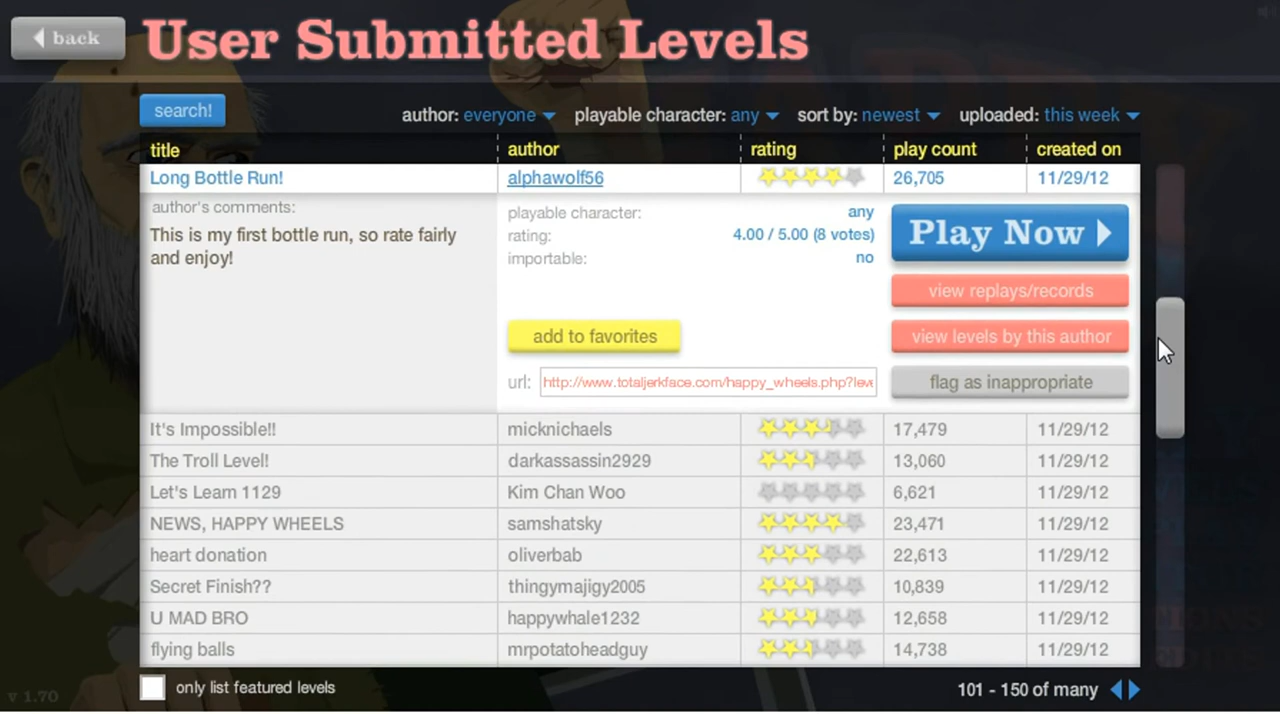 back
User Submitted Levels
search!
author: everyone playable character: any sort by: newest uploaded: this week
title author rating play count created on
Long Bottle Run! alphawolf56 26,705 11/29/12
author's comments:
This is my first bottle run, so rate fairly
and enjoy!
playable character: any
rating: 4.00 / 5.00 (8 votes)
importable: no
add to favorites
url: http://www.totaljerkface.com/happy_wheels.php?leve
Play Now
view replays/records
view levels by this author
flag as inappropriate
It's Impossible!! micknichaels 17,479 11/29/12
The Troll Level! darkassassin2929 13,060 11/29/12
Let's Learn 1129 Kim Chan Woo 6,621 11/29/12
NEWS, HAPPY WHEELS samshatsky 23,471 11/29/12
heart donation oliverbab 22,613 11/29/12
Secret Finish?? thingymajigy2005 10,839 11/29/12
U MAD BRO happywhale1232 12,658 11/29/12
flying balls mrpotatoheadguy 14,738 11/29/12
only list featured levels
101 - 150 of many
v 1.70